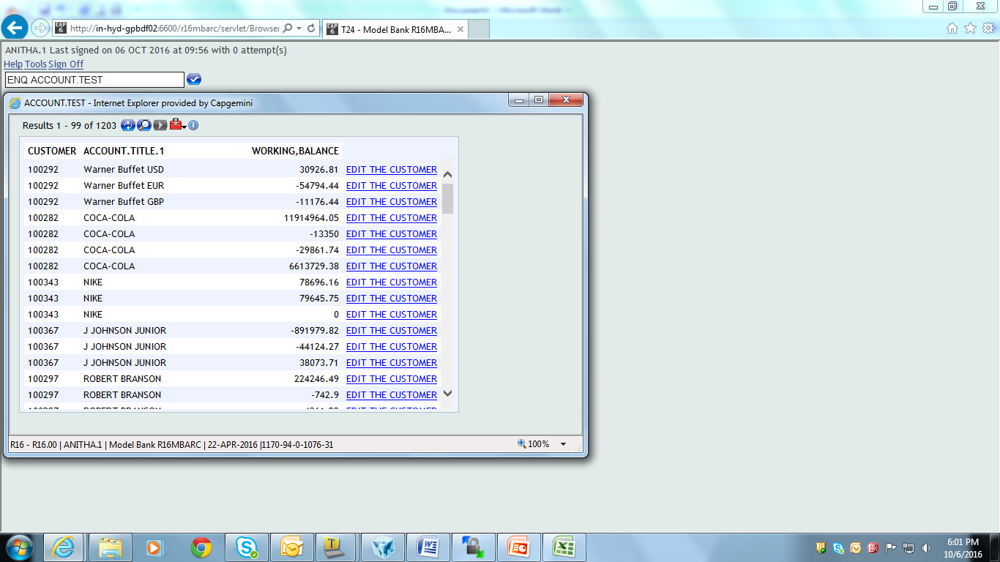 Document1 - Microsoft Word
http://in-hyd-gpbdf02:6600/r16mbarc/servlet/Browser
T24 - Model Bank R16MBA...
ANITHA.1 Last signed on 06 OCT 2016 at 09:56 with 0 attempt(s)
Help Tools Sign Off
ENQ ACCOUNT.TEST
ACCOUNT.TEST - Internet Explorer provided by Capgemini
Results 1 - 99 of 1203
CUSTOMER ACCOUNT.TITLE.1 WORKING,BALANCE
100292 Warner Buffet USD 30926.81 EDIT THE CUSTOMER
100292 Warner Buffet EUR -54794.44 EDIT THE CUSTOMER
100292 Warner Buffet GBP -11176.44 EDIT THE CUSTOMER
100282 COCA-COLA 11914964.05 EDIT THE CUSTOMER
100282 COCA-COLA -13350 EDIT THE CUSTOMER
100282 COCA-COLA -29861.74 EDIT THE CUSTOMER
100282 COCA-COLA 6613729.38 EDIT THE CUSTOMER
100343 NIKE 78696.16 EDIT THE CUSTOMER
100343 NIKE 79645.75 EDIT THE CUSTOMER
100343 NIKE 0 EDIT THE CUSTOMER
100367 J JOHNSON JUNIOR -891979.82 EDIT THE CUSTOMER
100367 J JOHNSON JUNIOR -44124.27 EDIT THE CUSTOMER
100367 J JOHNSON JUNIOR 38073.71 EDIT THE CUSTOMER
100297 ROBERT BRANSON 224246.49 EDIT THE CUSTOMER
100297 ROBERT BRANSON -742.9 EDIT THE CUSTOMER
R16 - R16.00 | ANITHA.1 | Model Bank R16MBARC | 22-APR-2016 |1170-94-0-1076-31
100%
6:01 PM
10/6/2016